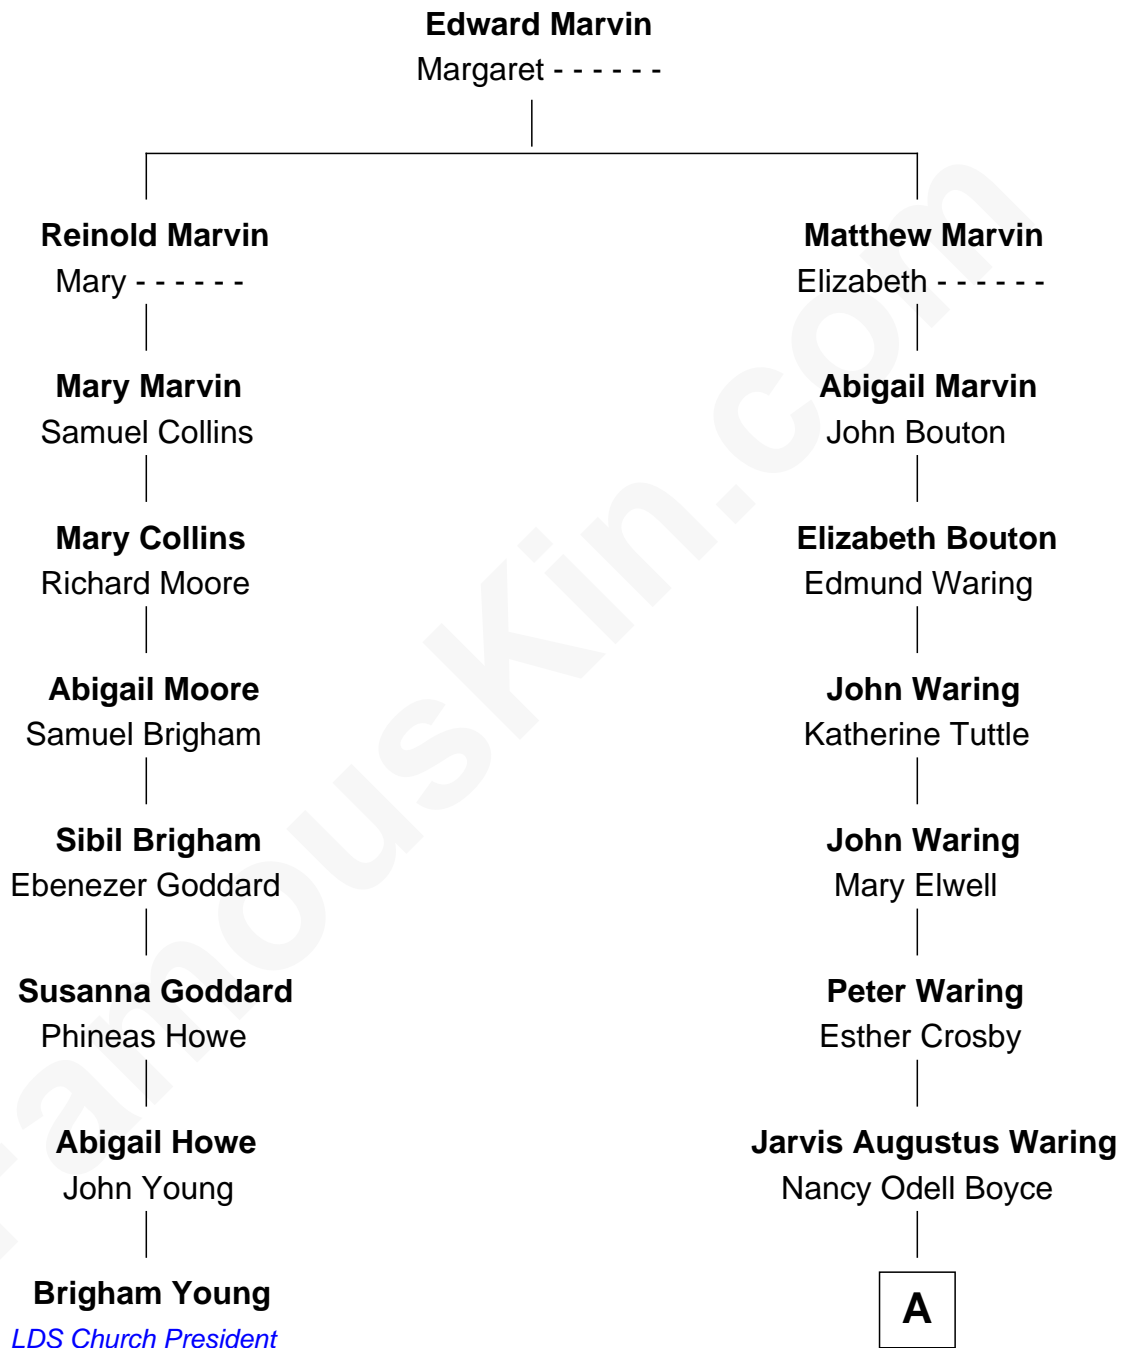 Edward Marvin
Margaret - - - - - -
Reinold Marvin
Mary - - - - - -
Mary Marvin
Samuel Collins
Mary Collins
Richard Moore
Abigail Moore
Samuel Brigham
Sibil Brigham
Ebenezer Goddard
Susanna Goddard
Phineas Howe
Abigail Howe
John Young
Brigham Young
LDS Church President
Matthew Marvin
Elizabeth - - - - - -
Abigail Marvin
John Bouton
Elizabeth Bouton
Edmund Waring
John Waring
Katherine Tuttle
John Waring
Mary Elwell
Peter Waring
Esther Crosby
Jarvis Augustus Waring
Nancy Odell Boyce
A
FamousKin.com